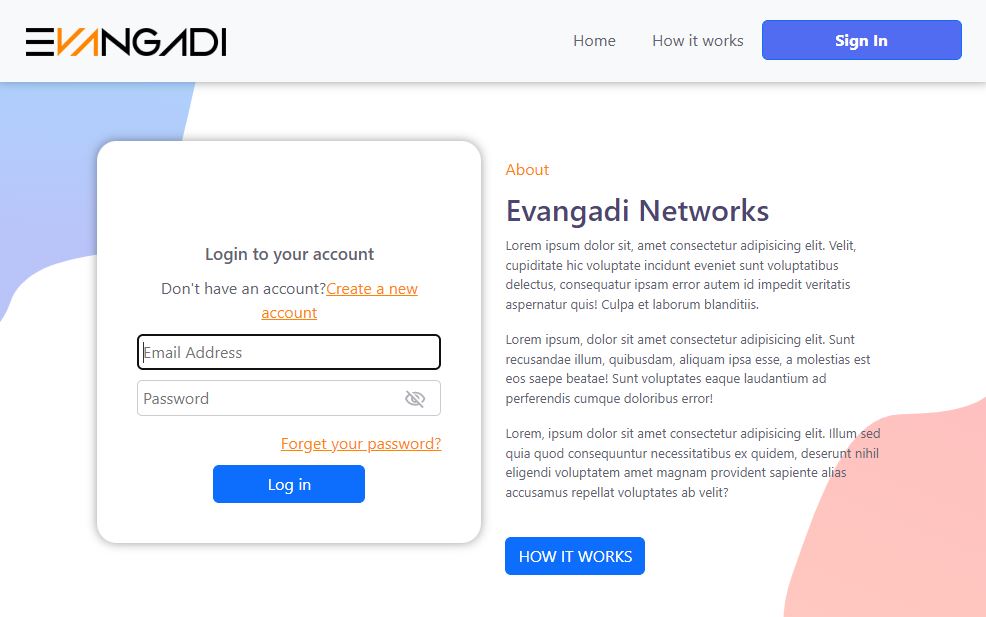 EVANGADI
Home
How it works
Sign In
Login to your account
Don't have an account?Create a new
account
Email Address
Password
Forget your password?
Log in
About
Evangadi Networks
Lorem ipsum dolor sit, amet consectetur adipisicing elit. Velit,
cupiditate hic voluptate incidunt eveniet sunt voluptatibus
delectus, consequatur ipsam error autem id impedit veritatis
aspernatur quis! Culpa et laborum blanditiis.
Lorem ipsum, dolor sit amet consectetur adipisicing elit. Sunt
recusandae illum, quibusdam, aliquam ipsa esse, a molestias est
eos saepe beatae! Sunt voluptates eaque laudantium ad
perferendis cumque doloribus error!
Lorem, ipsum dolor sit amet consectetur adipisicing elit. Illum sed
quia quod consequuntur necessitatibus ex quidem, deserunt nihil
eligendi voluptatem amet magnam provident sapiente alias
accusamus repellat voluptates ab velit?
HOW IT WORKS